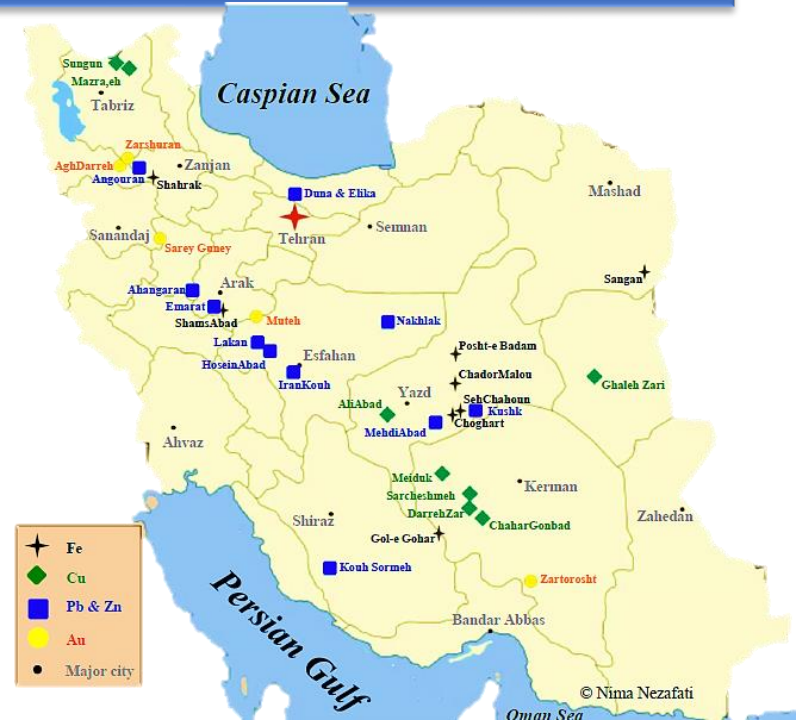 Caspian Sea
Sungun
Mazra,eh
Tabriz
Zarshuran
AghDarreh
Zanjan
Angouran
Shahrak
Duna & Elika
Mashad
Semnan
Sanandaj
Tehran
Sarey Guney
Sangan
Ahangaran
Arak
Emarat
ShamsAbad
Muteh
Nakhlak
Lakan
HoseinAbad
Esfahan
IranKouh
Posht-e Badam
ChadorMalou
Ghaleh Zari
Yazd
AliAbad
SehChahoun
Kushk
Choghart
MehdiAbad
Ahvaz
Meiduk
Sarcheshmeh
Kerman
DarrehZar
ChaharGonbad
Shiraz
Zahedan
Gol-e Gohar
Kouh Sormeh
Zartorosht
Bandar Abbas
Persian Gulf
Fe
Cu
Pb & Zn
Au
Major city
© Nima Nezafati
Oman Sea